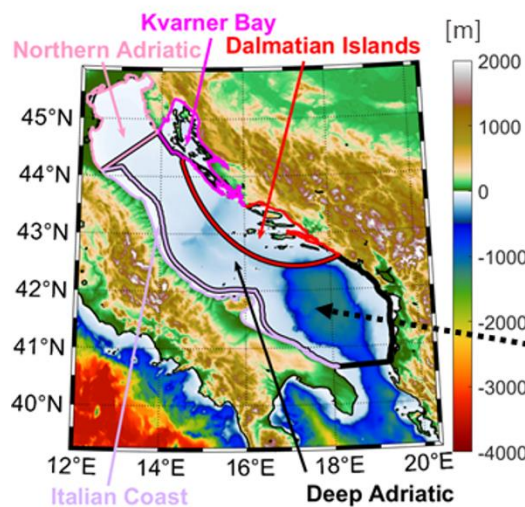 Kvarner Bay
[m]
Northern Adriatic
Dalmatian Islands
2000
45°N
1000
44°N
0
43°N
-1000
42°N
-2000
41°N
-3000
40°N
-4000
12°E 14°E 16°E 18°E 20°E
Italian Coast
Deep Adriatic